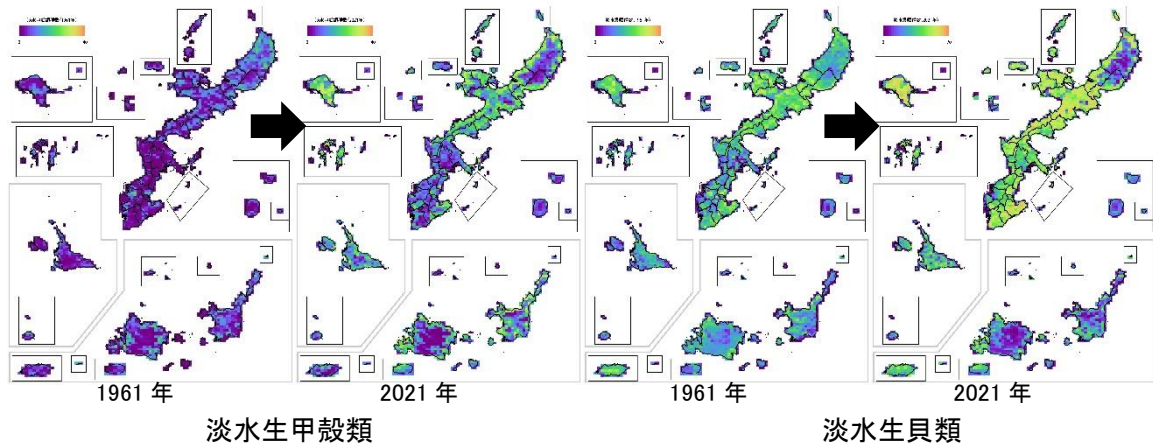 1961 年
2021 年
1961 年
2021 年
淡水生甲殻類
淡水生貝類